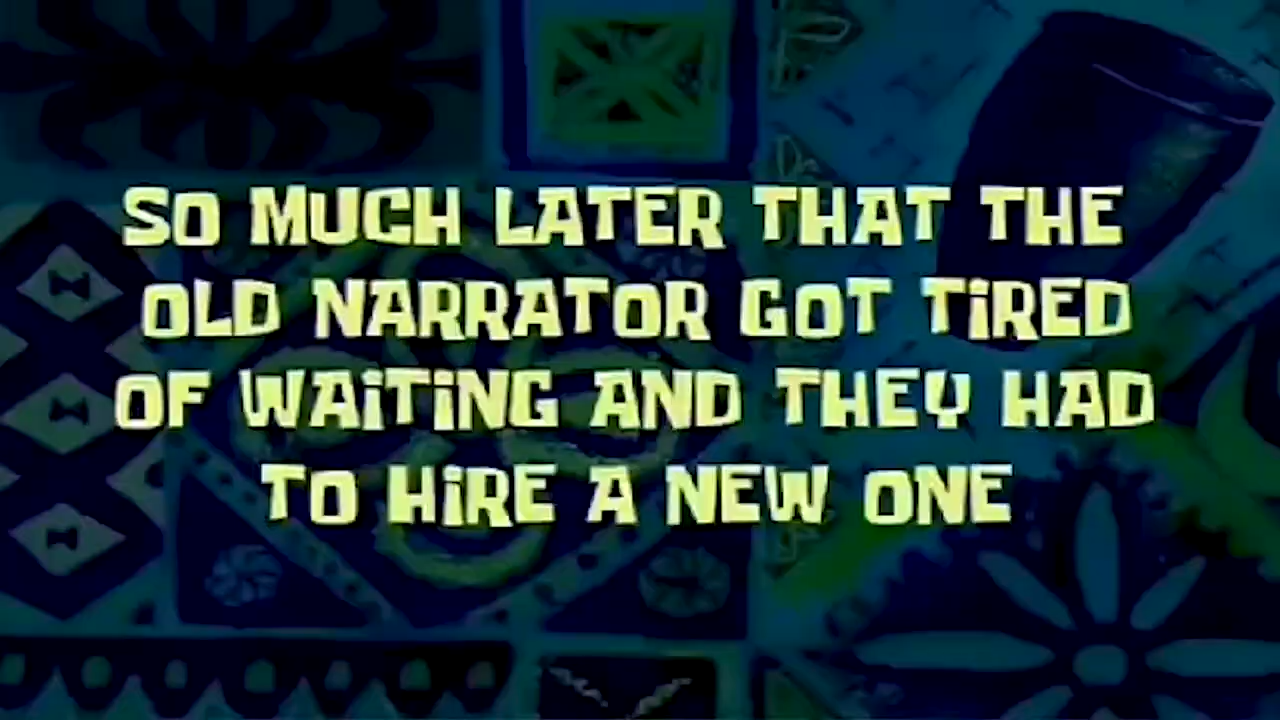 SO MUCH LATER THAT THE
OLD NARRATOR GOT TiRED
OF WAiTiNG AND THEY HAD
TO HiRE A NEW ONE